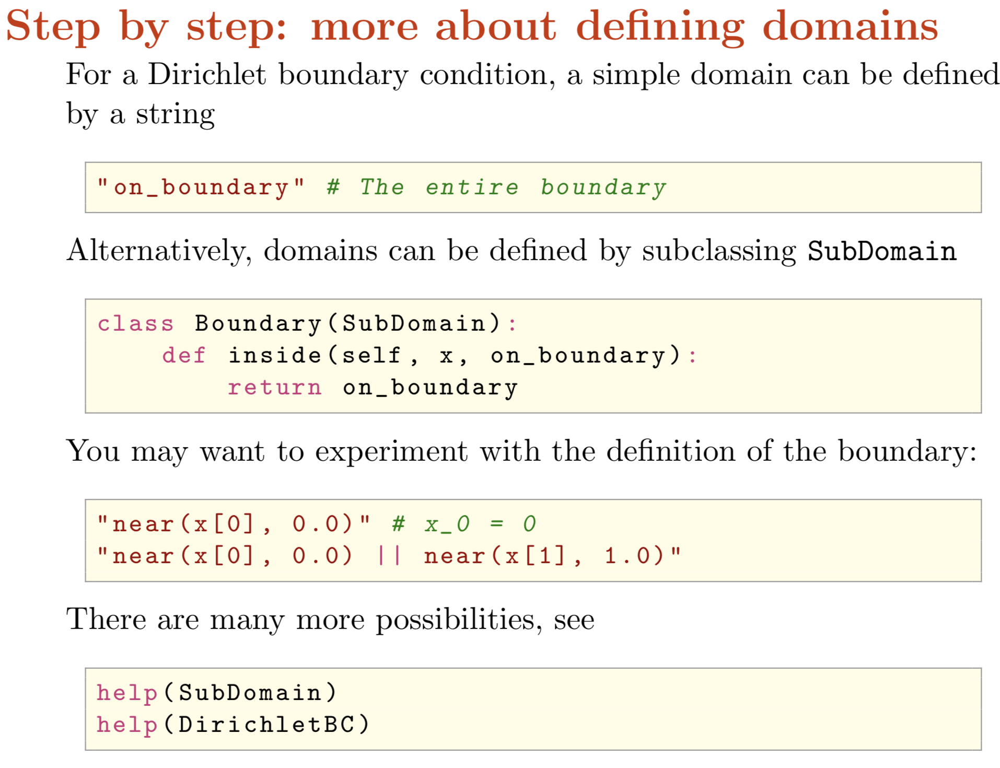 Step by step: more about defining domains
For a Dirichlet boundary condition, a simple domain can be defined
by a string
"on_boundary" # The entire boundary
Alternatively, domains can be defined by subclassing SubDomain
class Boundary(SubDomain):
    def inside(self, x, on_boundary):
        return on_boundary
You may want to experiment with the definition of the boundary:
"near(x[0], 0.0)" # x_0 = 0
"near(x[0], 0.0) || near(x[1], 1.0)"
There are many more possibilities, see
help(SubDomain)
help(DirichletBC)